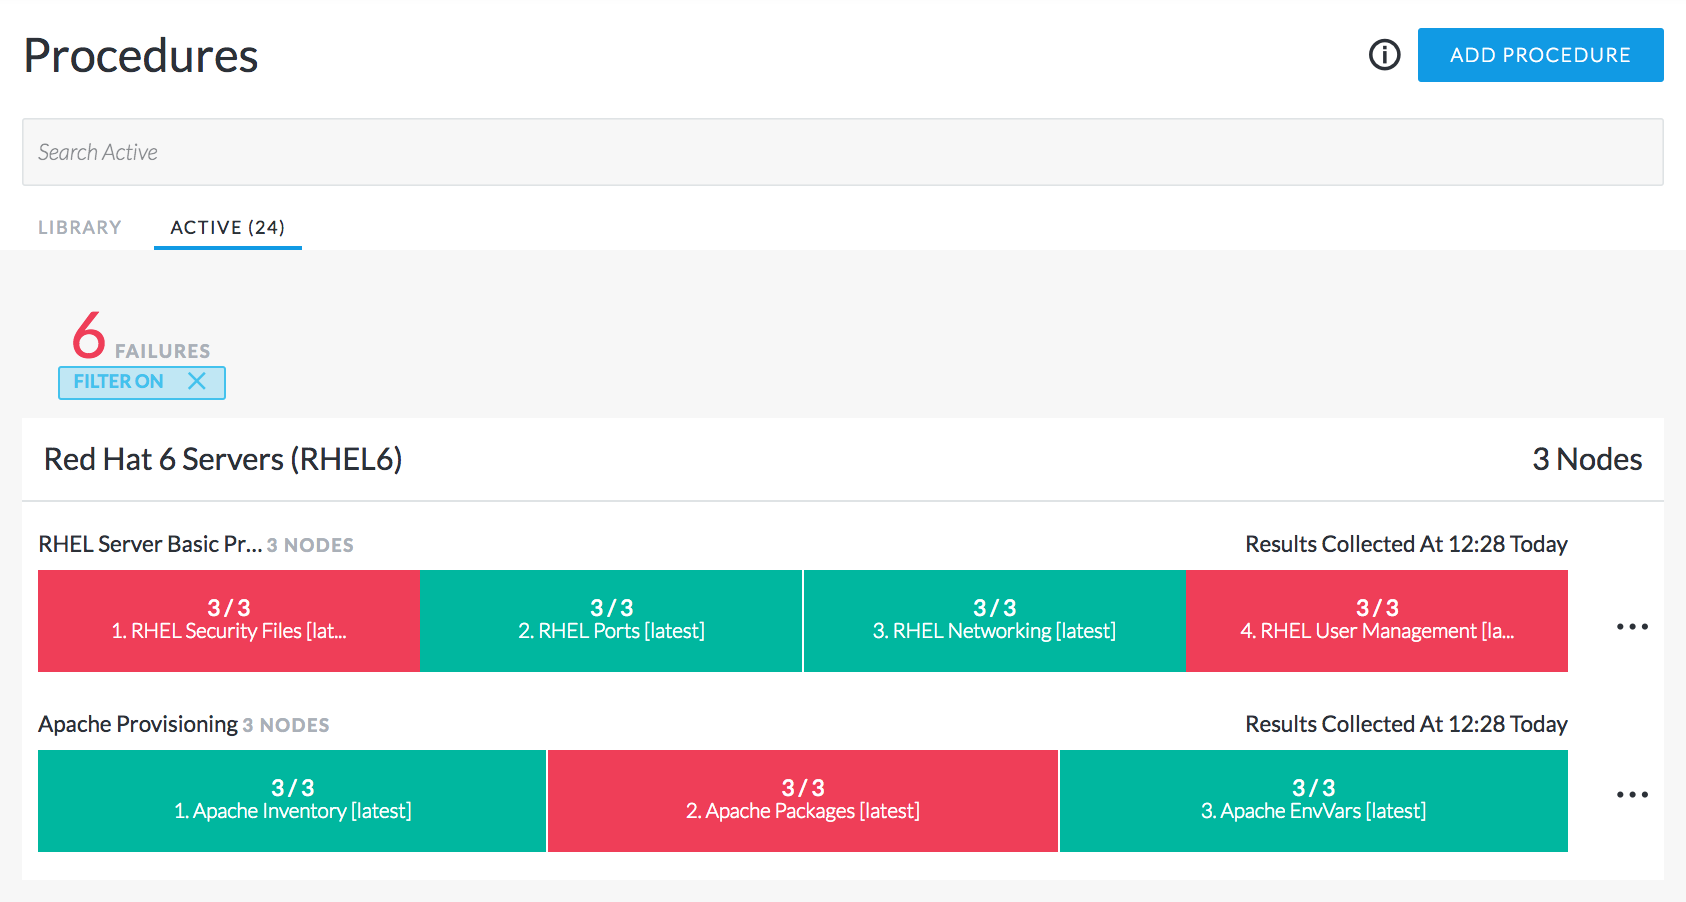 Procedures
ADD PROCEDURE
Search Active
LIBRARY
ACTIVE (24)
6 FAILURES
FILTER ON
Red Hat 6 Servers (RHEL6)
3 Nodes
RHEL Server Basic Pr... 3 NODES
Results Collected At 12:28 Today
3 / 3
1. RHEL Security Files [lat...
3 / 3
2. RHEL Ports [latest]
3 / 3
3. RHEL Networking [latest]
3 / 3
4. RHEL User Management [la...
Apache Provisioning 3 NODES
Results Collected At 12:28 Today
3 / 3
1. Apache Inventory [latest]
3 / 3
2. Apache Packages [latest]
3 / 3
3. Apache EnvVars [latest]